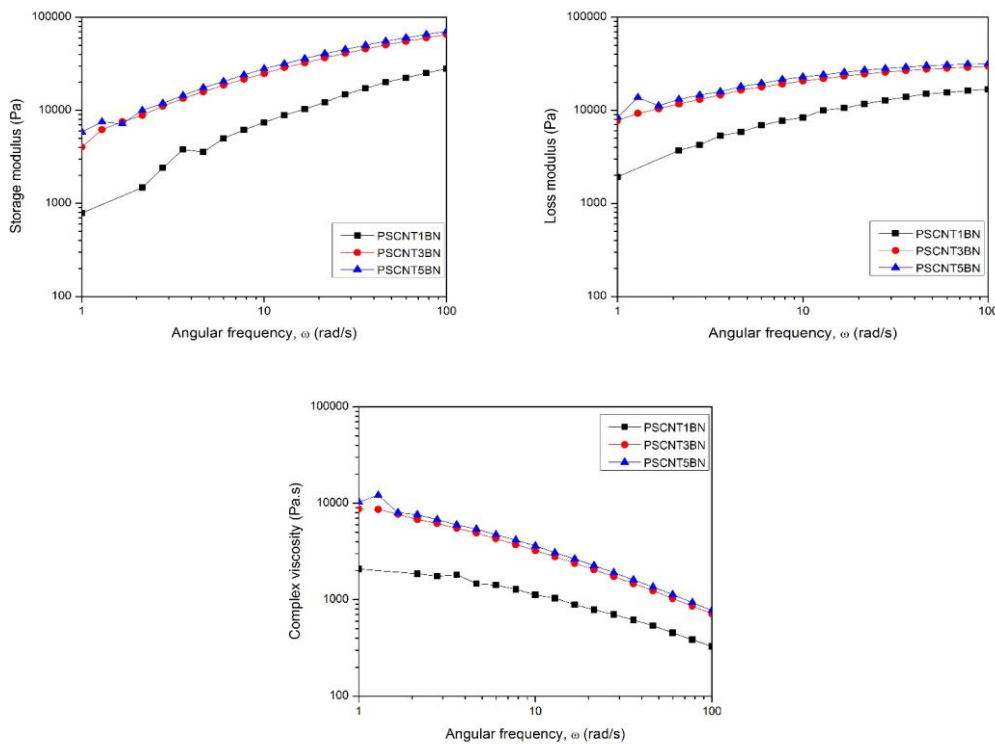 100000
10000
1000
100
Storage modulus (Pa)
PSCNT1BN
PSCNT3BN
PSCNT5BN
1
10
100
Angular frequency, ω (rad/s)
100000
10000
1000
100
Loss modulus (Pa)
PSCNT1BN
PSCNT3BN
PSCNT5BN
1
10
100
Angular frequency, ω (rad/s)
100000
10000
1000
100
Complex viscosity (Pa.s)
PSCNT1BN
PSCNT3BN
PSCNT5BN
1
10
100
Angular frequency, ω (rad/s)